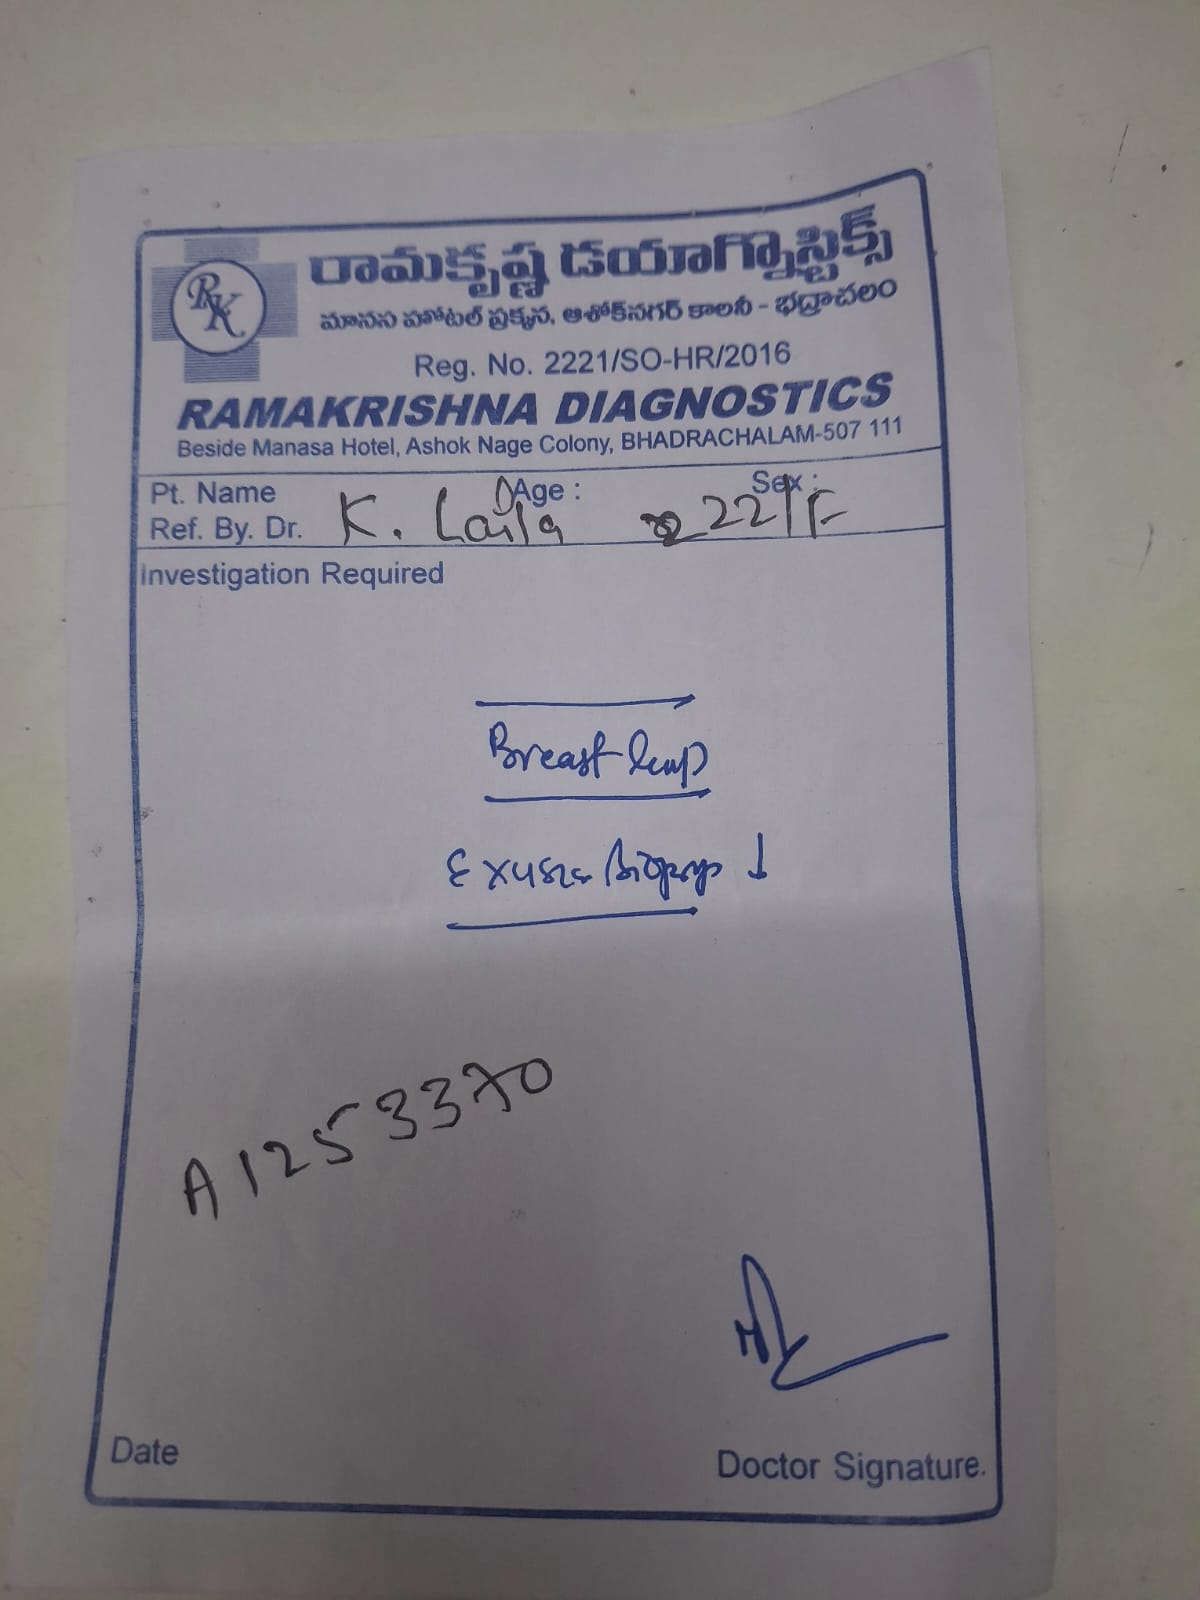 RK
రామకృష్ణ డయాగ్నొస్టిక్స్
మానస హోటల్ ప్రక్కన, ఆశోక్‌నగర్ కాలనీ - భద్రాచలం
Reg. No. 2221/SO-HR/2016
RAMAKRISHNA DIAGNOSTICS
Beside Manasa Hotel, Ashok Nage Colony, BHADRACHALAM-507 111
Pt. Name Age : Sex :
Ref. By. Dr. K. Laila 22/F
Investigation Required
Breast lump
A1253370
Date Doctor Signature.